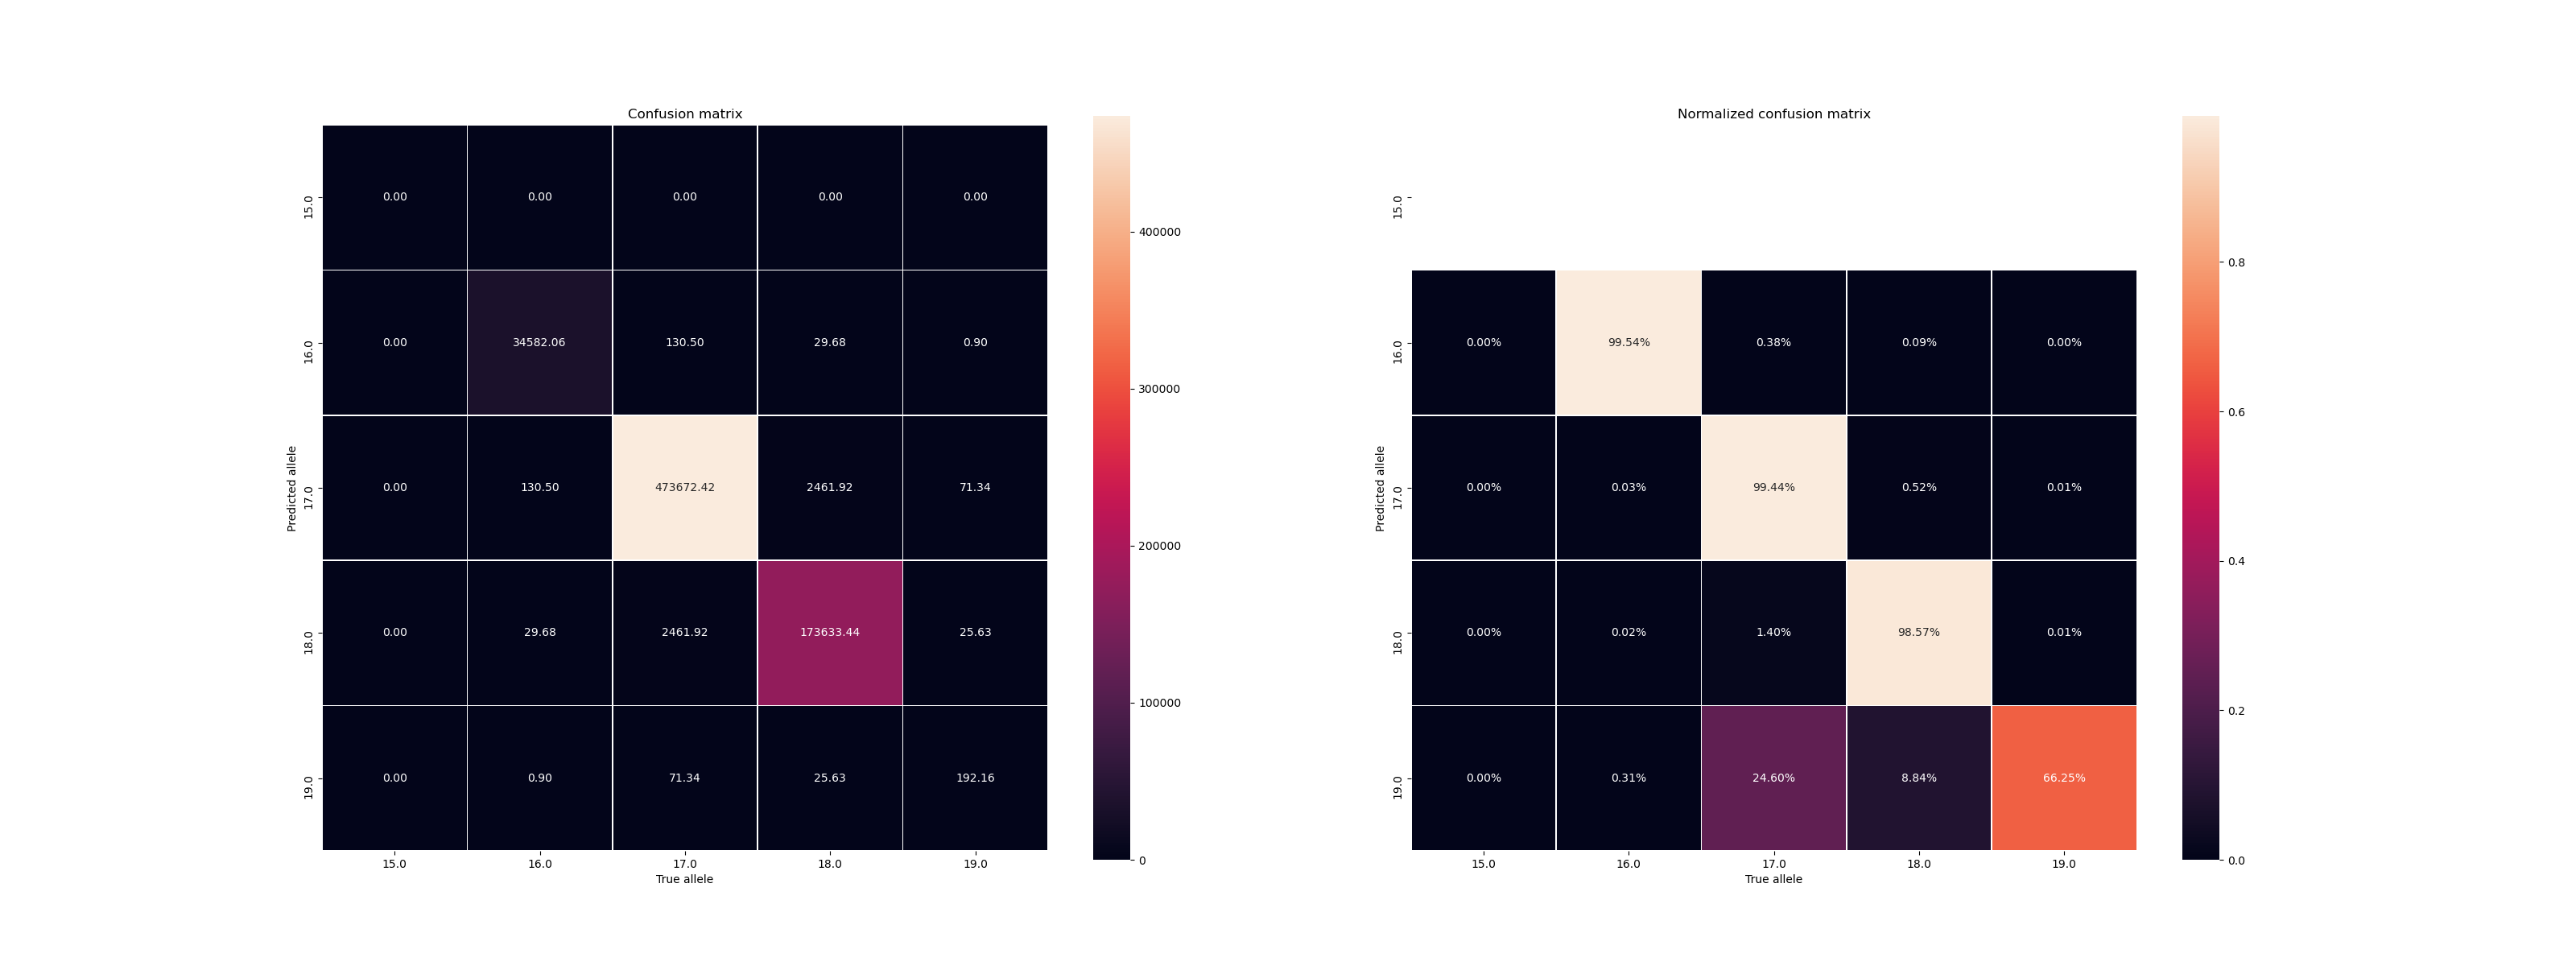 Confusion matrix
15.0 0.00 0.00 0.00 0.00 0.00
16.0 0.00 34582.06 130.50 29.68 0.90
17.0 0.00 130.50 473672.42 2461.92 71.34
18.0 0.00 29.68 2461.92 173633.44 25.63
19.0 0.00 0.90 71.34 25.63 192.16
15.0 16.0 17.0 18.0 19.0
True allele
Predicted allele
400000
300000
200000
100000
0
Normalized confusion matrix
15.0
16.0 0.00% 99.54% 0.38% 0.09% 0.00%
17.0 0.00% 0.03% 99.44% 0.52% 0.01%
18.0 0.00% 0.02% 1.40% 98.57% 0.01%
19.0 0.00% 0.31% 24.60% 8.84% 66.25%
15.0 16.0 17.0 18.0 19.0
True allele
Predicted allele
0.8
0.6
0.4
0.2
0.0